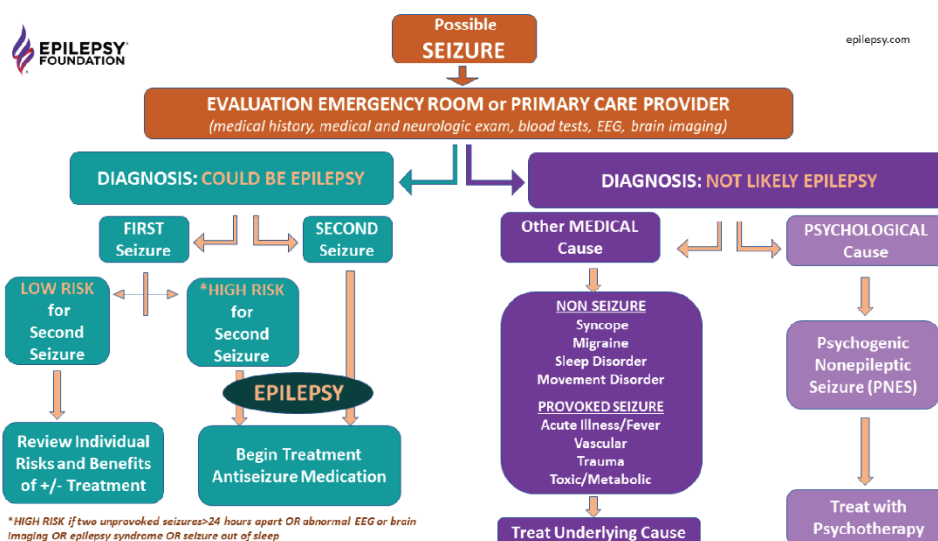 EPILEPSY
FOUNDATION
epilepsy.com
Possible
SEIZURE
EVALUATION EMERGENCY ROOM or PRIMARY CARE PROVIDER
(medical history, medical and neurologic exam, blood tests, EEG, brain imaging)
DIAGNOSIS: COULD BE EPILEPSY
FIRST
Seizure
SECOND
Seizure
LOW RISK
for
Second
Seizure
*HIGH RISK
for
Second
Seizure
EPILEPSY
Review Individual
Risks and Benefits
of +/- Treatment
Begin Treatment
Antiseizure Medication
*HIGH RISK if two unprovoked seizures>24 hours apart OR abnormal EEG or brain
imaging OR epilepsy syndrome OR seizure out of sleep
DIAGNOSIS: NOT LIKELY EPILEPSY
Other MEDICAL
Cause
NON SEIZURE
Syncope
Migraine
Sleep Disorder
Movement Disorder
PROVOKED SEIZURE
Acute Illness/Fever
Vascular
Trauma
Toxic/Metabolic
Treat Underlying Cause
PSYCHOLOGICAL
Cause
Psychogenic
Nonepileptic
Seizure (PNES)
Treat with
Psychotherapy